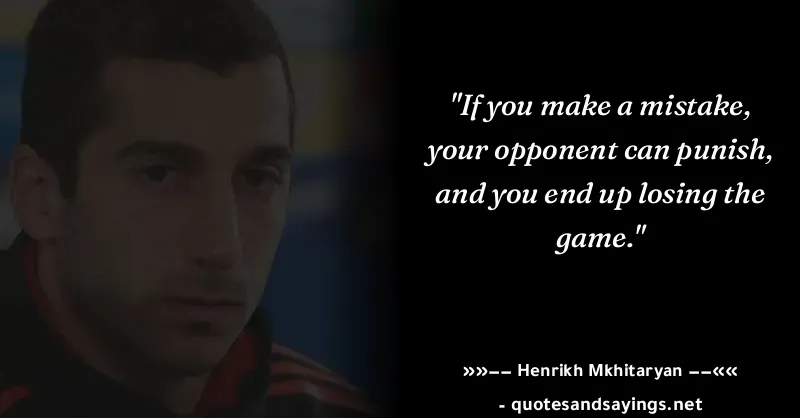 "If you make a mistake,
your opponent can punish,
and you end up losing the
game."
»»−− Henrikh Mkhitaryan −−««
- quotesandsayings.net